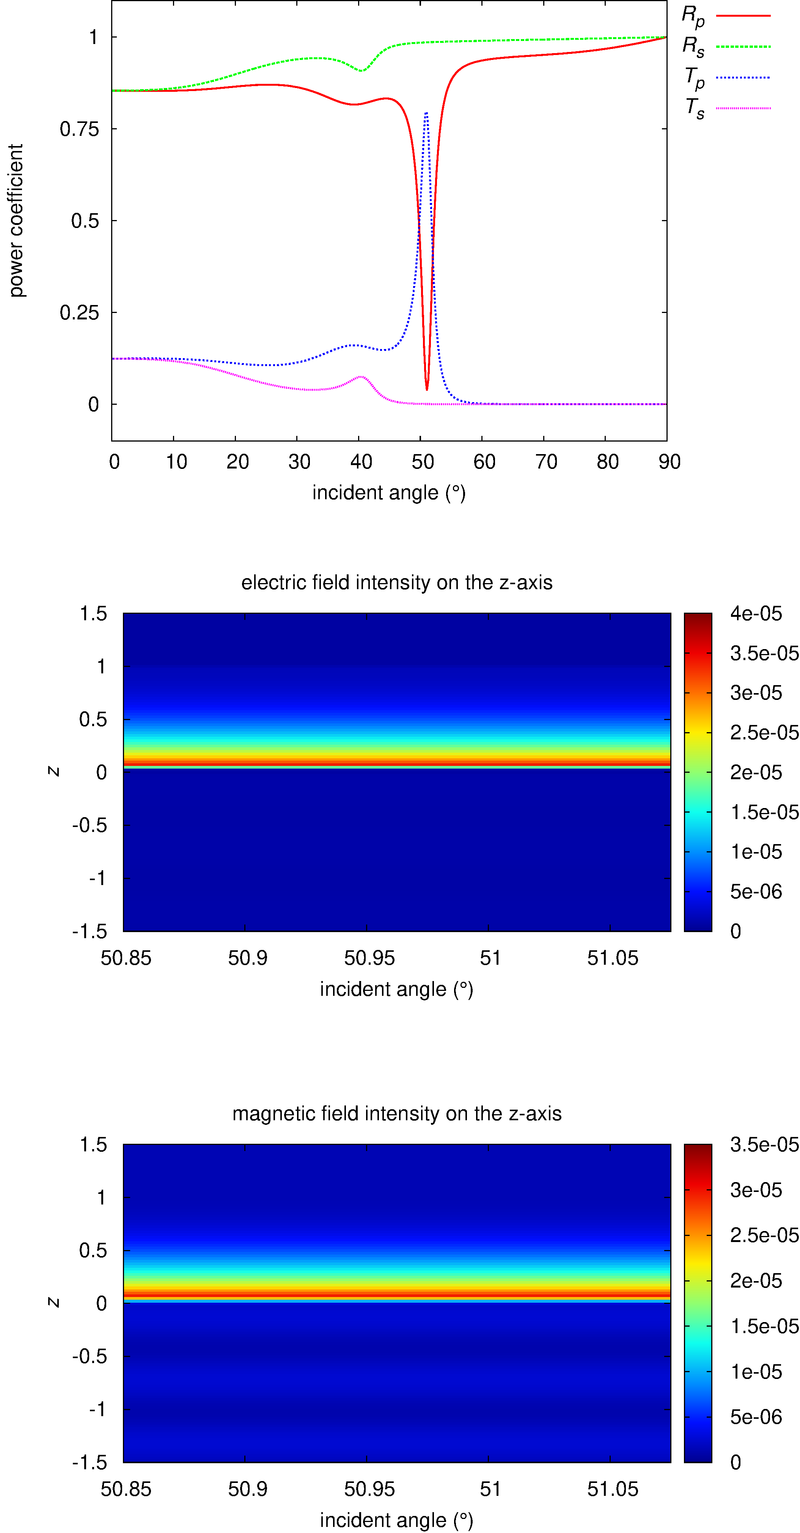 R_p
R_s
T_p
T_s
1
0.75
0.5
0.25
0
power coefficient
0 10 20 30 40 50 60 70 80 90
incident angle (°)
electric field intensity on the z-axis
1.5
1
0.5
0
-0.5
-1
-1.5
z
4e-05
3.5e-05
3e-05
2.5e-05
2e-05
1.5e-05
1e-05
5e-06
0
50.85 50.9 50.95 51 51.05
incident angle (°)
magnetic field intensity on the z-axis
1.5
1
0.5
0
-0.5
-1
-1.5
z
3.5e-05
3e-05
2.5e-05
2e-05
1.5e-05
1e-05
5e-06
0
50.85 50.9 50.95 51 51.05
incident angle (°)